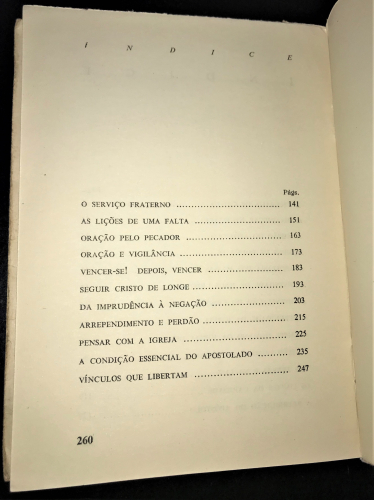 ÍNDICE
Págs.
O SERVIÇO FRATERNO ........................... 141
AS LIÇÕES DE UMA FALTA ........................ 151
ORAÇÃO PELO PECADOR ......................... 163
ORAÇÃO E VIGILÂNCIA .......................... 173
VENCER-SE! DEPOIS, VENCER .................... 183
SEGUIR CRISTO DE LONGE ....................... 193
DA IMPRUDÊNCIA À NEGAÇÃO .................... 203
ARREPENDIMENTO E PERDÃO ..................... 215
PENSAR COM A IGREJA .......................... 225
A CONDIÇÃO ESSENCIAL DO APOSTOLADO .......... 235
VÍNCULOS QUE LIBERTAM ........................ 247
260